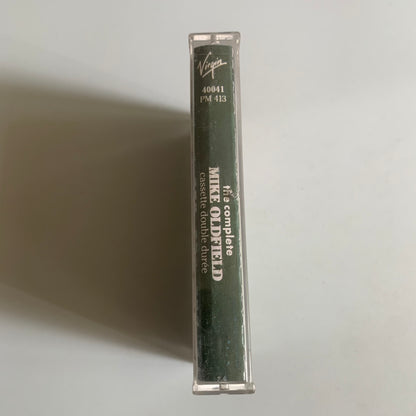 Virgin
40041
PM 413
the complete
MIKE OLDFIELD
cassette double durée